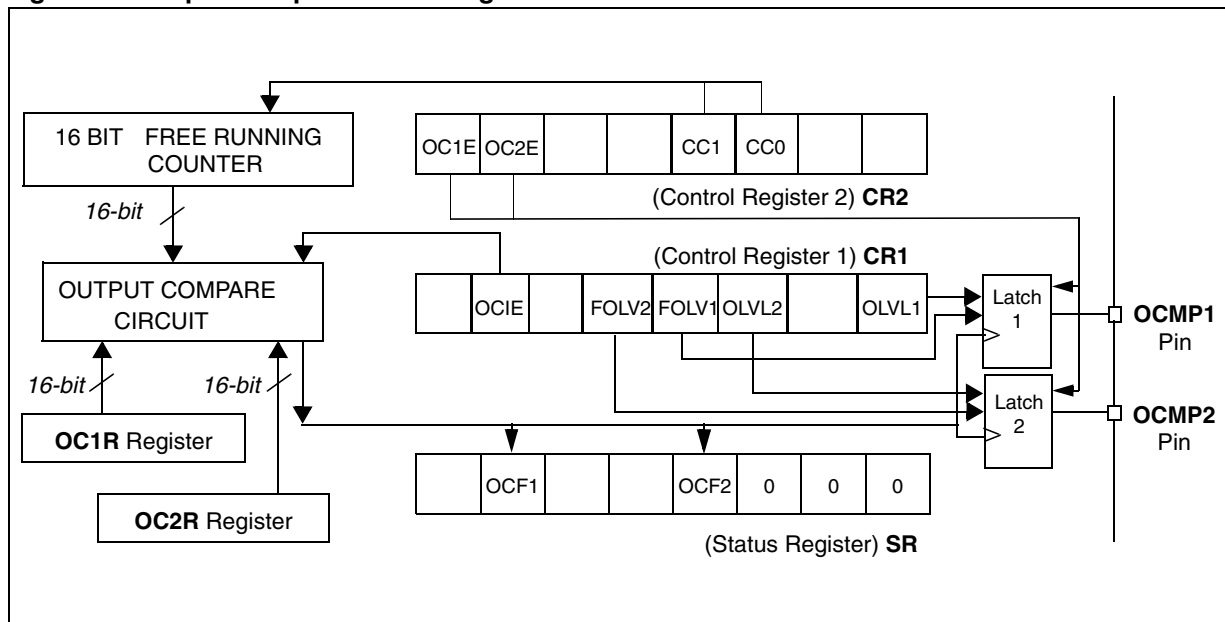 16 BIT FREE RUNNING
COUNTER
OC1E OC2E CC1 CC0
(Control Register 2) CR2
16-bit
(Control Register 1) CR1
OUTPUT COMPARE
CIRCUIT
OCIE FOLV2 FOLV1 OLVL2 OLVL1
Latch
1
OCMP1
Pin
16-bit 16-bit
Latch
2
OCMP2
Pin
OC1R Register
OCF1 OCF2 0 0 0
OC2R Register
(Status Register) SR